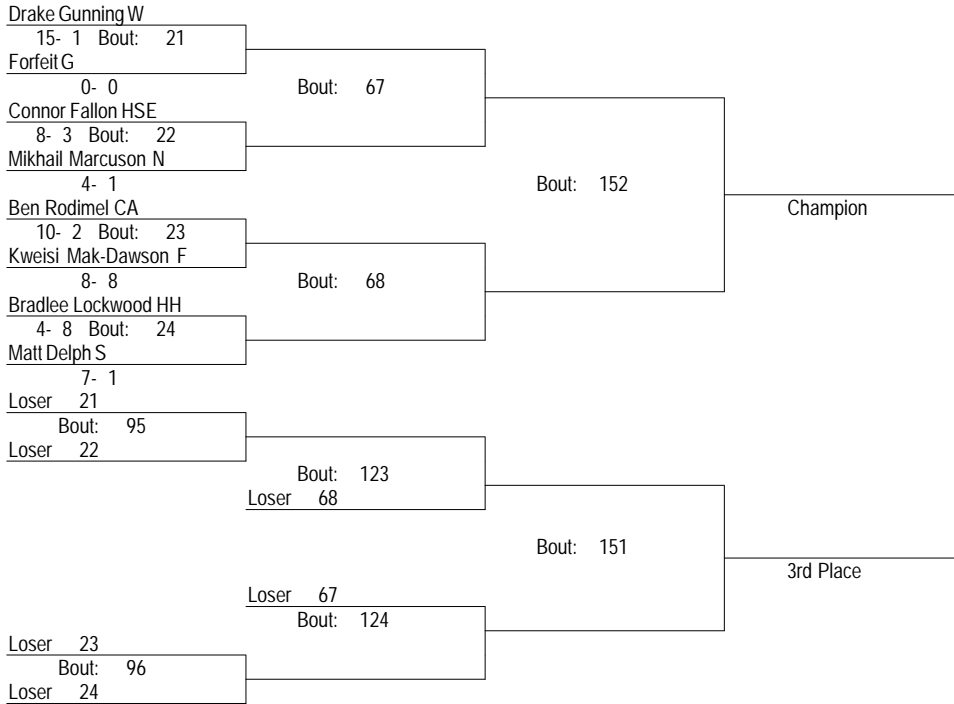 Drake Gunning W
15- 1 Bout: 21
Forfeit G
0- 0
Bout: 67
Connor Fallon HSE
8- 3 Bout: 22
Mikhail Marcuson N
4- 1
Bout: 152
Ben Rodimel CA
Champion
10- 2 Bout: 23
Kweisi Mak-Dawson F
8- 8
Bout: 68
Bradlee Lockwood HH
4- 8 Bout: 24
Matt Delph S
7- 1
Loser 21
Bout: 95
Loser 22
Bout: 123
Loser 68
Bout: 151
3rd Place
Loser 67
Bout: 124
Loser 23
Bout: 96
Loser 24